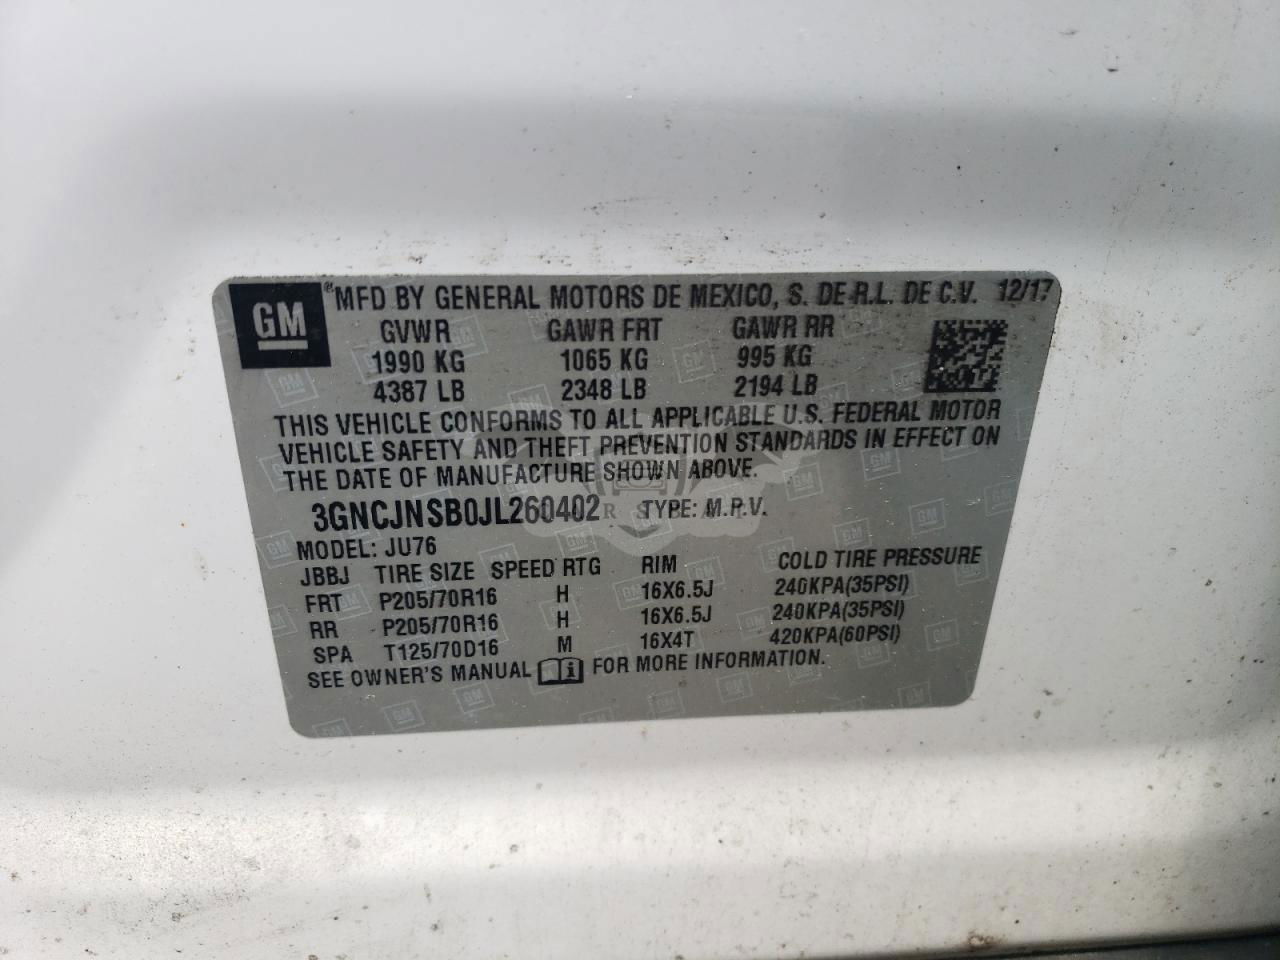 GM ® MFD BY GENERAL MOTORS DE MEXICO, S. DE R.L. DE C.V. 12/17
GVWR GAWR FRT GAWR RR
1990 KG 1065 KG 995 KG
4387 LB 2348 LB 2194 LB
THIS VEHICLE CONFORMS TO ALL APPLICABLE U.S. FEDERAL MOTOR
VEHICLE SAFETY AND THEFT PREVENTION STANDARDS IN EFFECT ON
THE DATE OF MANUFACTURE SHOWN ABOVE.
3GNCJNSB0JL260402 TYPE: M.P.V.
MODEL: JU76
JBBJ TIRE SIZE SPEED RTG RIM COLD TIRE PRESSURE
FRT P205/70R16 H 16X6.5J 240KPA(35PSI)
RR P205/70R16 H 16X6.5J 240KPA(35PSI)
SPA T125/70D16 M 16X4T 420KPA(60PSI)
SEE OWNER'S MANUAL FOR MORE INFORMATION.